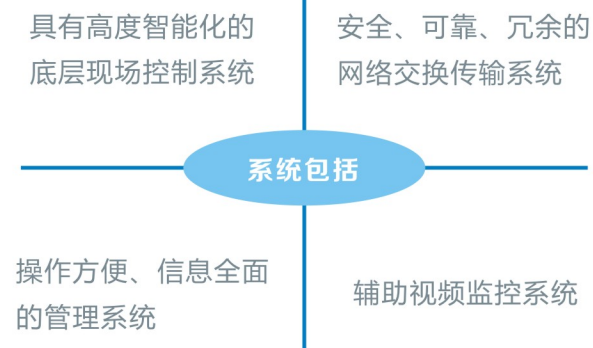 具有高度智能化的
底层现场控制系统
安全、可靠、冗余的
网络交换传输系统
系统包括
操作方便、信息全面
的管理系统
辅助视频监控系统